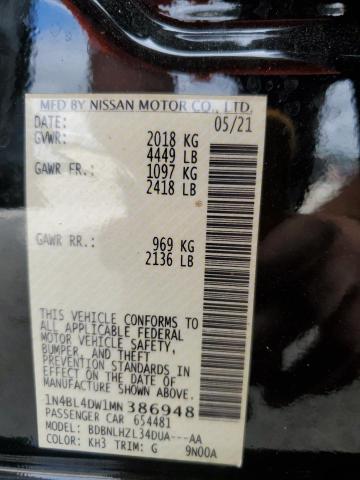 MFD BY NISSAN MOTOR CO., LTD.
DATE: 05/21
GVWR: 2018 KG
4449 LB
GAWR FR.: 1097 KG
2418 LB
GAWR RR.: 969 KG
2136 LB
THIS VEHICLE CONFORMS TO
ALL APPLICABLE FEDERAL
MOTOR VEHICLE SAFETY,
BUMPER, AND THEFT
PREVENTION STANDARDS
IN EFFECT ON THE DATE OF
MANUFACTURE SHOWN ABOVE.
1N4BL4DW1MN386948
PASSENGER CAR 654481
MODEL: BDBNLHZL34DUA---AA
COLOR: KH3 TRIM: G 9N00A